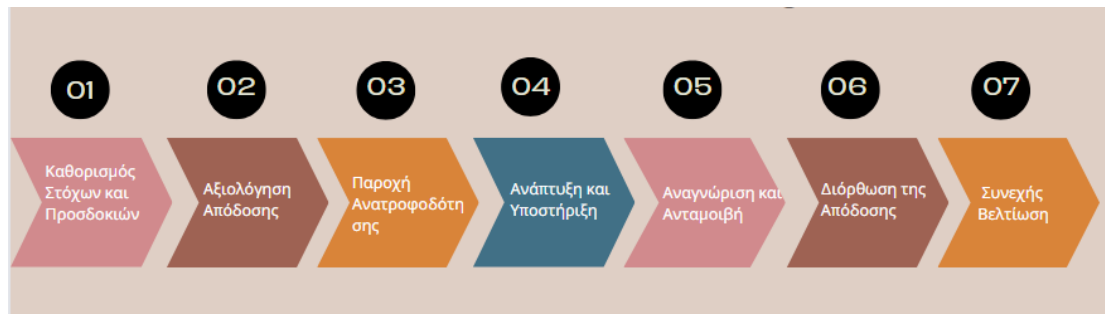 01
02
03
04
05
06
07
Καθορισμός
Στόχων και
Προσδοκιών
Αξιολόγηση
Απόδοσης
Παροχή
Ανατροφοδότη
σης
Ανάπτυξη και
Υποστήριξη
Αναγνώριση και
Ανταμοιβή
Διόρθωση της
Απόδοσης
Συνεχής
Βελτίωση